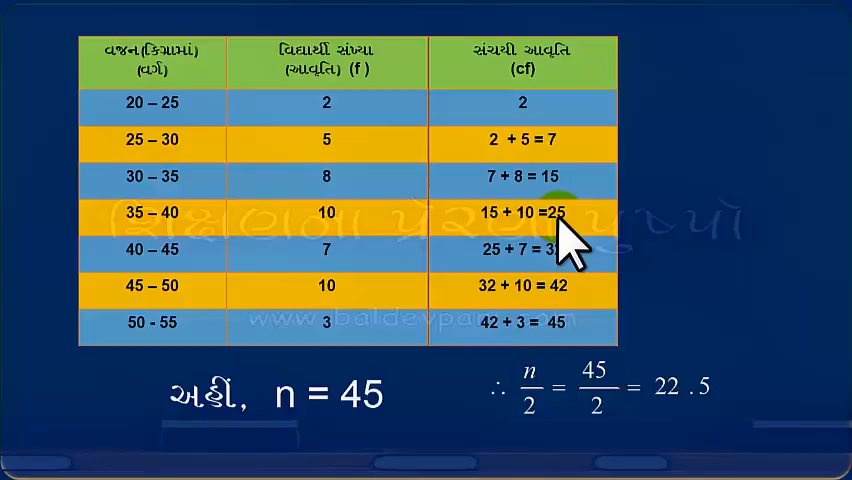 વજન(કિગ્રામાં) વિદ્યાર્થી સંખ્યા સંચયી આવૃતિ
(વર્ગ) (આવૃતિ) (f ) (cf)
20 – 25 2 2
25 – 30 5 2 + 5 = 7
30 – 35 8 7 + 8 = 15
35 – 40 10 15 + 10 =25
40 – 45 7 25 + 7 =
45 – 50 10 32 + 10 = 42
50 - 55 3 42 + 3 = 45
અહીં, n = 45
∴ n/2 = 45/2 = 22 .5